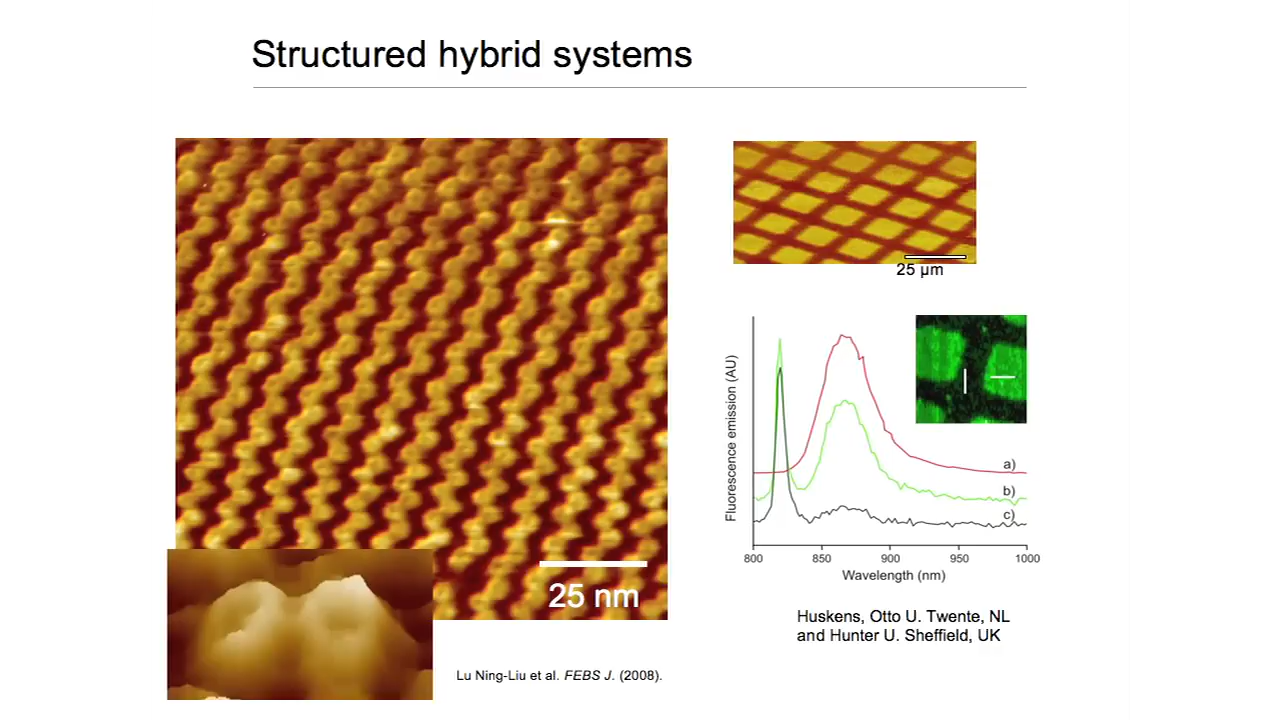 Structured hybrid systems
25 nm
Lu Ning-Liu et al. FEBS J. (2008).
25 µm
Fluorescence emission (AU)
a)
b)
c)
800 850 900 950 1000
Wavelength (nm)
Huskens, Otto U. Twente, NL
and Hunter U. Sheffield, UK